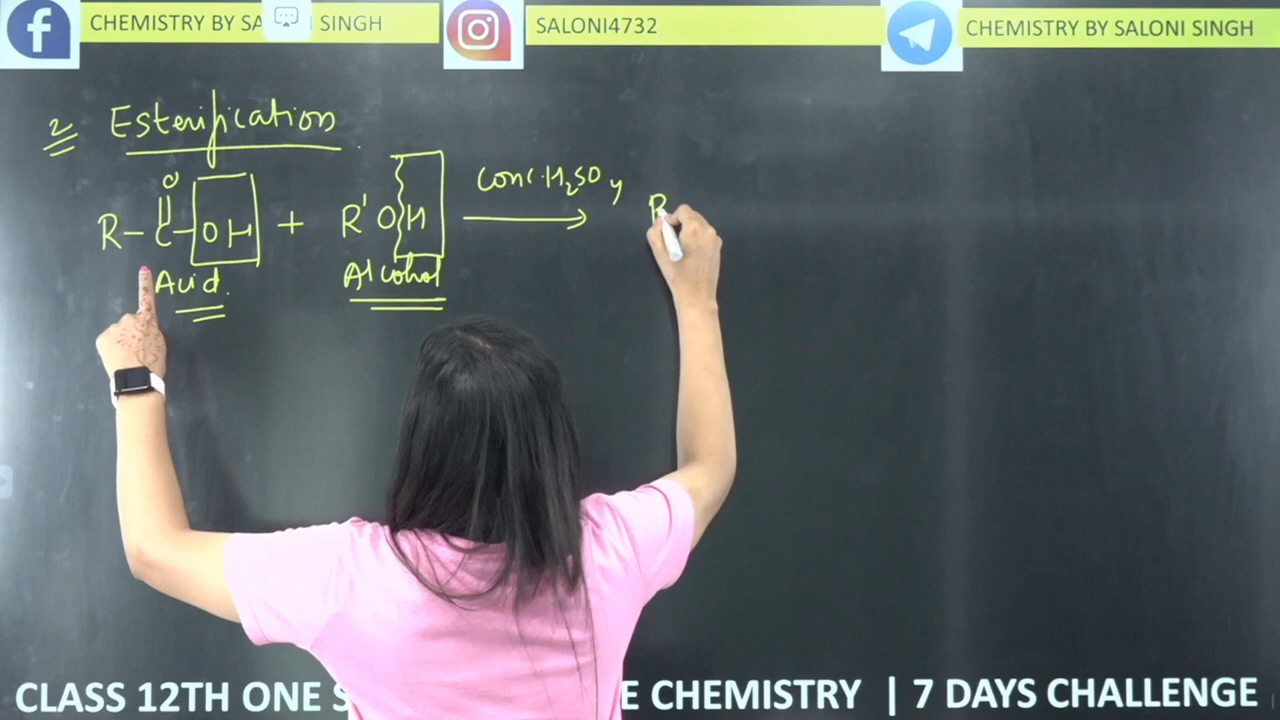 CHEMISTRY BY SA SINGH
SALONI4732
CHEMISTRY BY SALONI SINGH
2 Esterification
O
R-C-OH + R'OH conc.H2SO4 R
Acid. Alcohol
CLASS 12TH ONE S E CHEMISTRY | 7 DAYS CHALLENGE